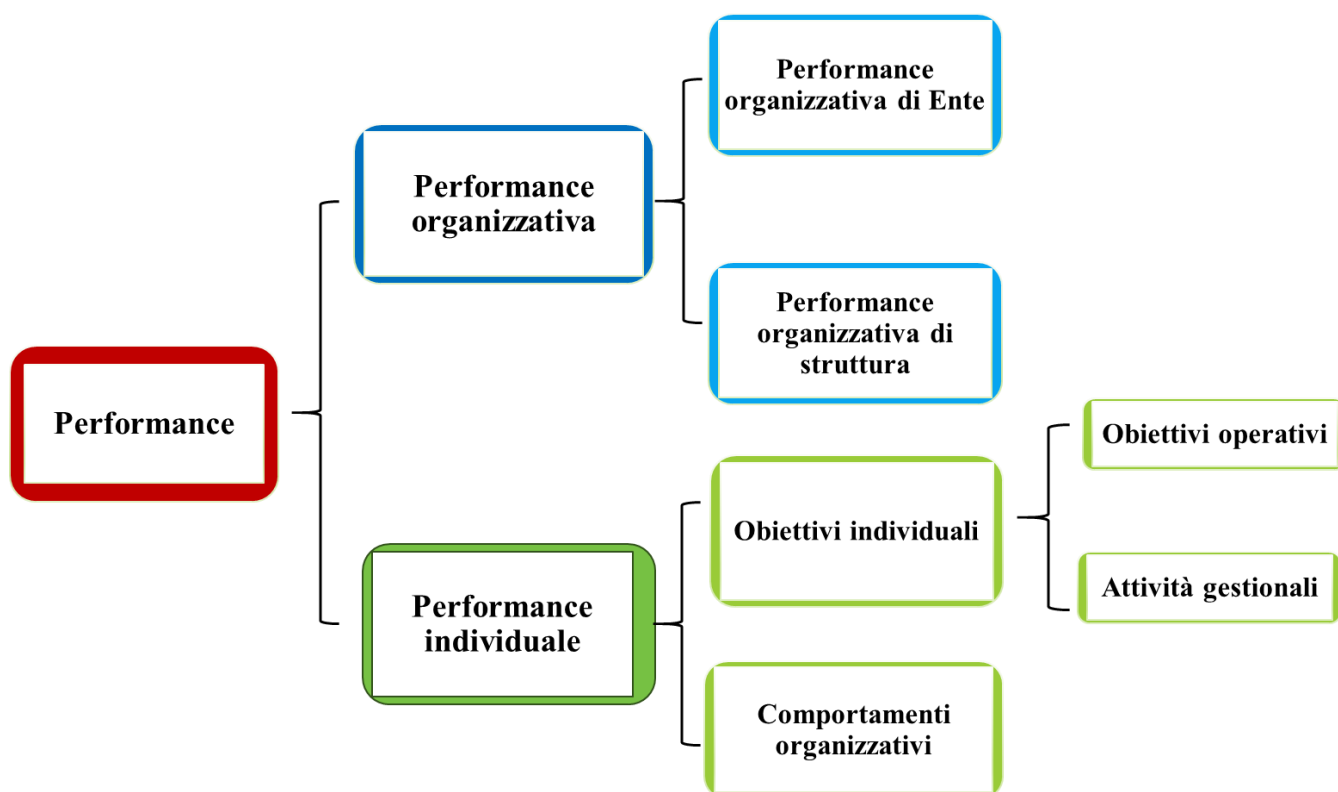 Performance
organizzativa di Ente
Performance
organizzativa
Performance
organizzativa di
struttura
Performance
Obiettivi operativi
Obiettivi individuali
Attività gestionali
Performance
individuale
Comportamenti
organizzativi